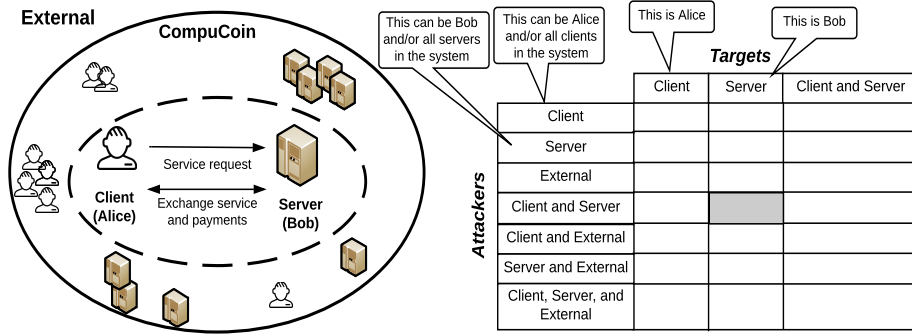 External
CompuCoin
Service request
Client
(Alice)
Exchange service
and payments
Server
(Bob)
This can be Bob
and/or all servers
in the system
This can be Alice
and/or all clients
in the system
This is Alice
This is Bob
Targets
Client
Server
Client and Server
Attackers
Client
Server
External
Client and Server
Client and External
Server and External
Client, Server, and
External